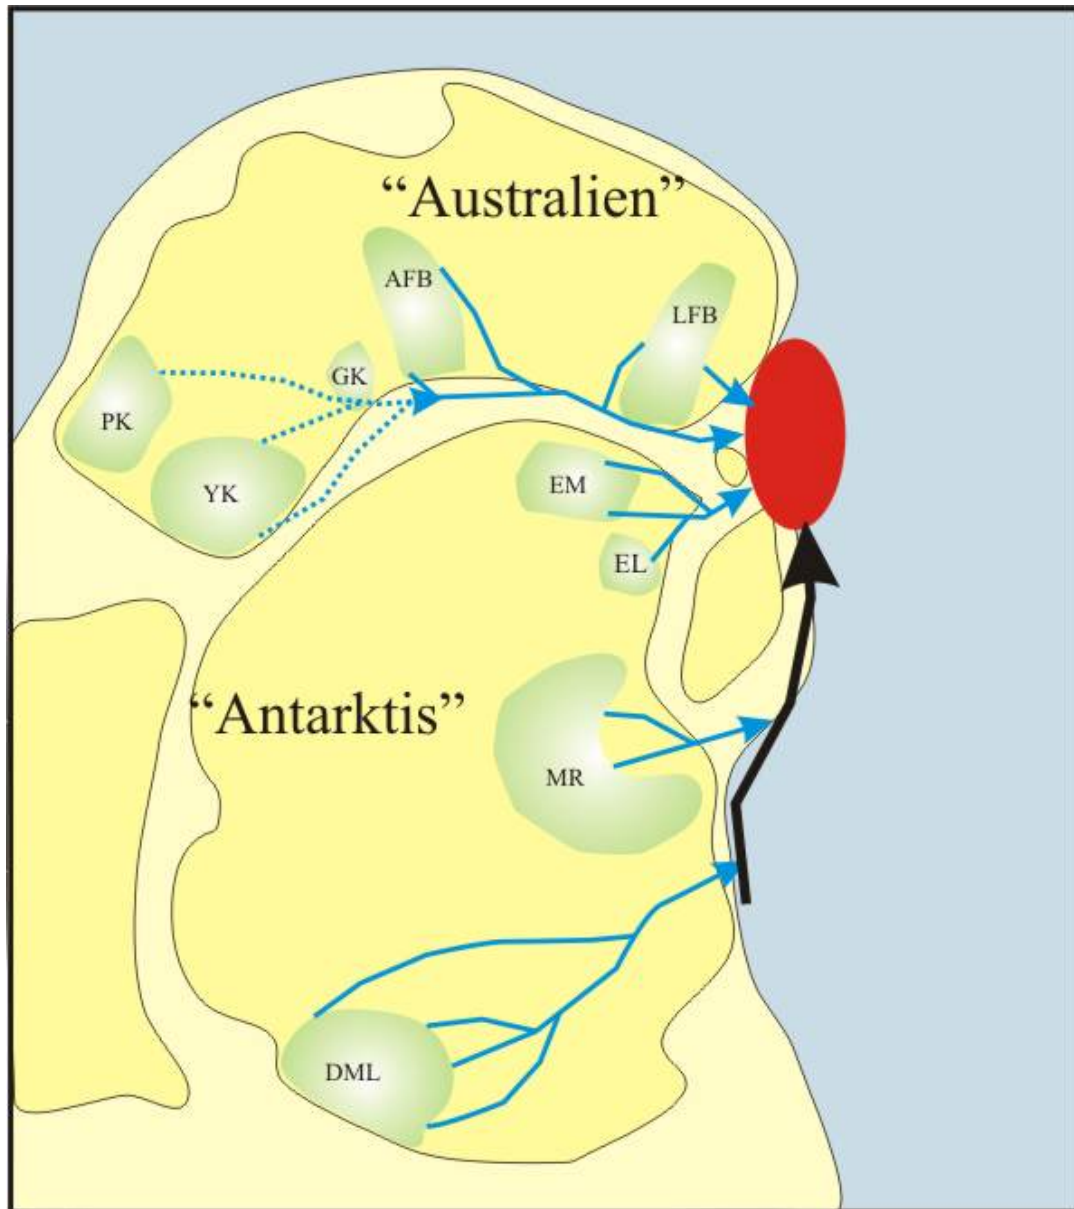 “Australien”
AFB
LFB
GK
PK
YK
EM
EL
“Antarktis”
MR
DML